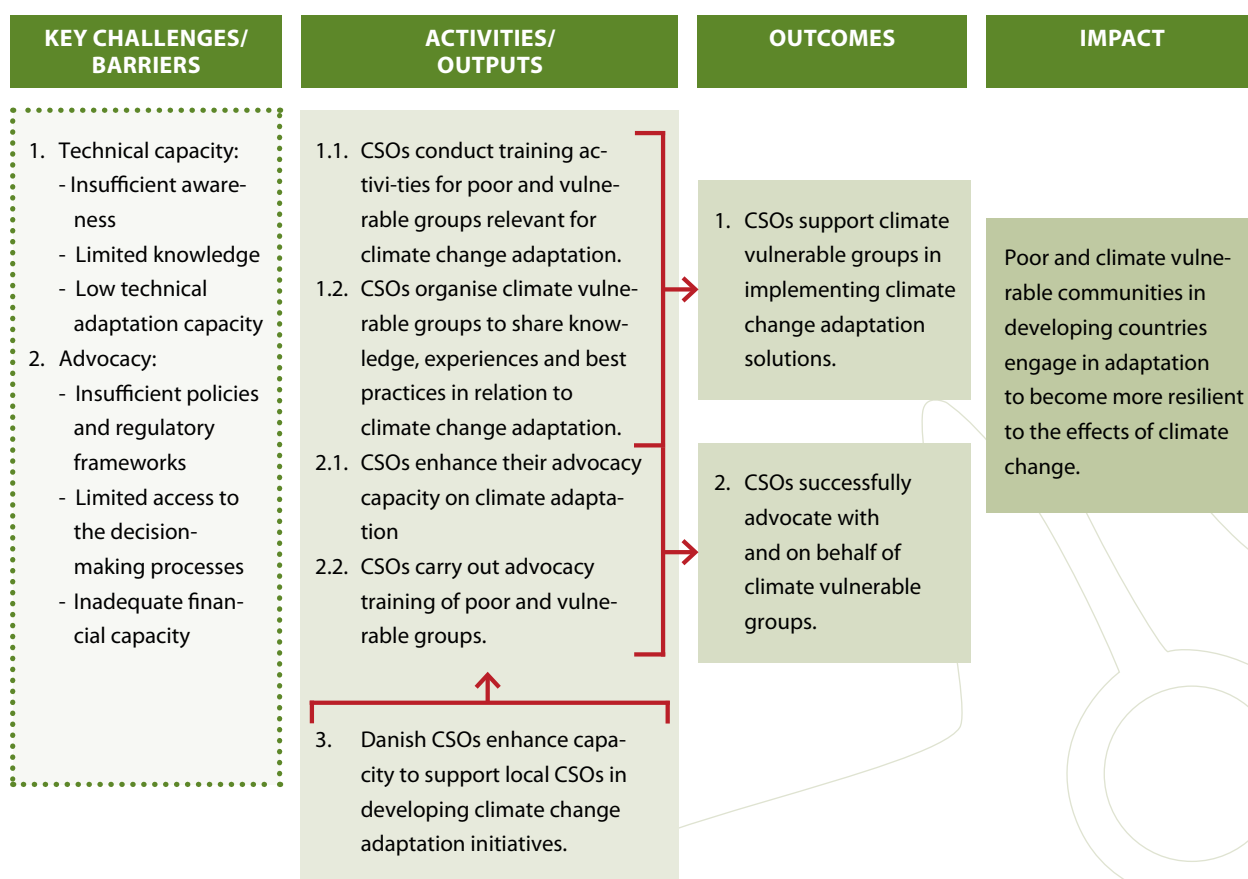 KEY CHALLENGES/
BARRIERS
1. Technical capacity:
- Insufficient aware-
ness
- Limited knowledge
- Low technical
adaptation capacity
2. Advocacy:
- Insufficient policies
and regulatory
frameworks
- Limited access to
the decision-
making processes
- Inadequate finan-
cial capacity
ACTIVITIES/
OUTPUTS
1.1. CSOs conduct training ac-
tivi-ties for poor and vulne-
rable groups relevant for
climate change adaptation.
1.2. CSOs organise climate vulne-
rable groups to share know-
ledge, experiences and best
practices in relation to
climate change adaptation.
2.1. CSOs enhance their advocacy
capacity on climate adapta-
tion
2.2. CSOs carry out advocacy
training of poor and vulne-
rable groups.
3. Danish CSOs enhance capa-
city to support local CSOs in
developing climate change
adaptation initiatives.
OUTCOMES
1. CSOs support climate
vulnerable groups in
implementing climate
change adaptation
solutions.
2. CSOs successfully
advocate with
and on behalf of
climate vulnerable
groups.
IMPACT
Poor and climate vulne-
rable communities in
developing countries
engage in adaptation
to become more resilient
to the effects of climate
change.